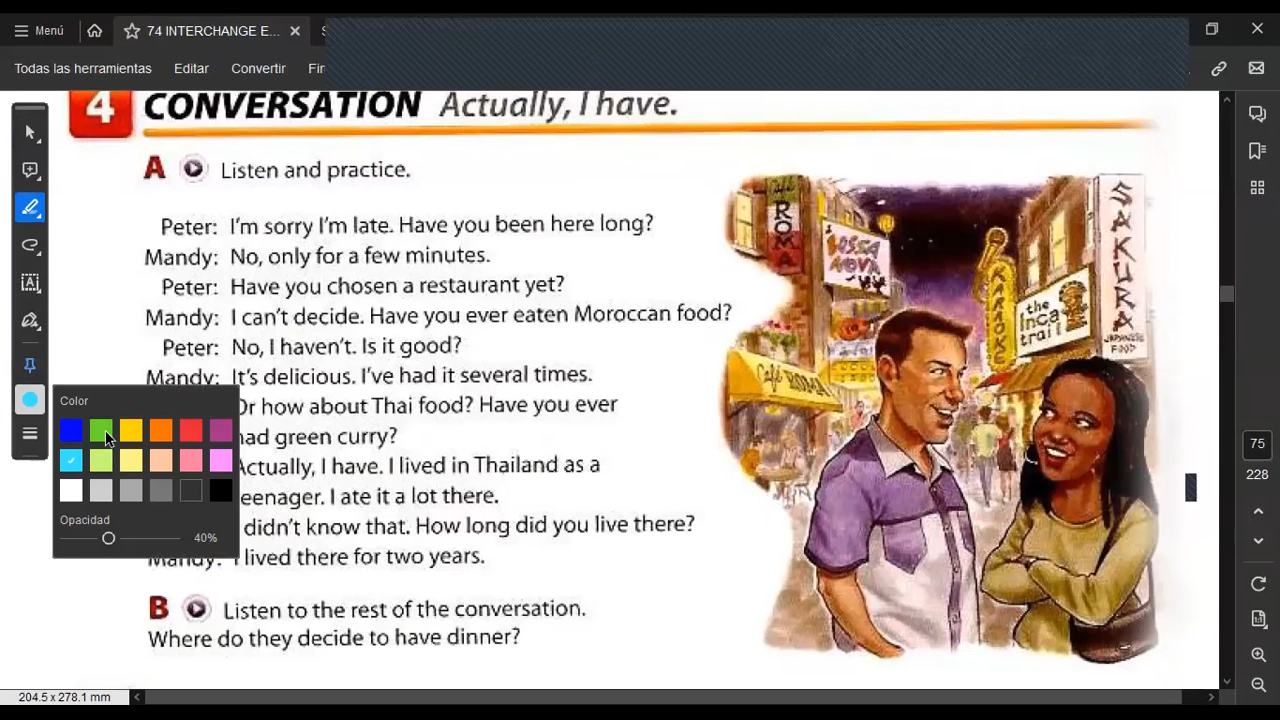 Menú
74 INTERCHANGE E...
Todas las herramientas
Editar
Convertir
Fir
4 CONVERSATION Actually, I have.
A Listen and practice.
Peter: I'm sorry I'm late. Have you been here long?
Mandy: No, only for a few minutes.
Peter: Have you chosen a restaurant yet?
Mandy: I can't decide. Have you ever eaten Moroccan food?
Peter: No, I haven't. Is it good?
Mandy: It's delicious. I've had it several times.
Or how about Thai food? Have you ever
had green curry?
Actually, I have. I lived in Thailand as a
eenager. I ate it a lot there.
didn't know that. How long did you live there?
Mandy: I lived there for two years.
B Listen to the rest of the conversation.
Where do they decide to have dinner?
Color
Opacidad
40%
Café ROMA
BOSSA NOVA
KARAOKE
the Inca trail
SAKURA
JAPANESE FOOD
Café ROMA
75
228
204.5 x 278.1 mm